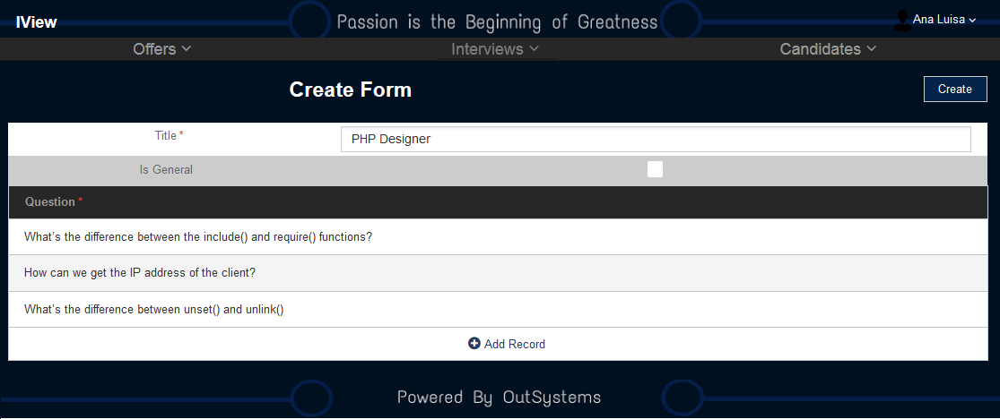 IView
Passion is the Beginning of Greatness
Ana Luisa
Offers Interviews Candidates
Create Form
Create
Title *
PHP Designer
Is General
Question *
What's the difference between the include() and require() functions?
How can we get the IP address of the client?
What's the difference between unset() and unlink()
Add Record
Powered By OutSystems